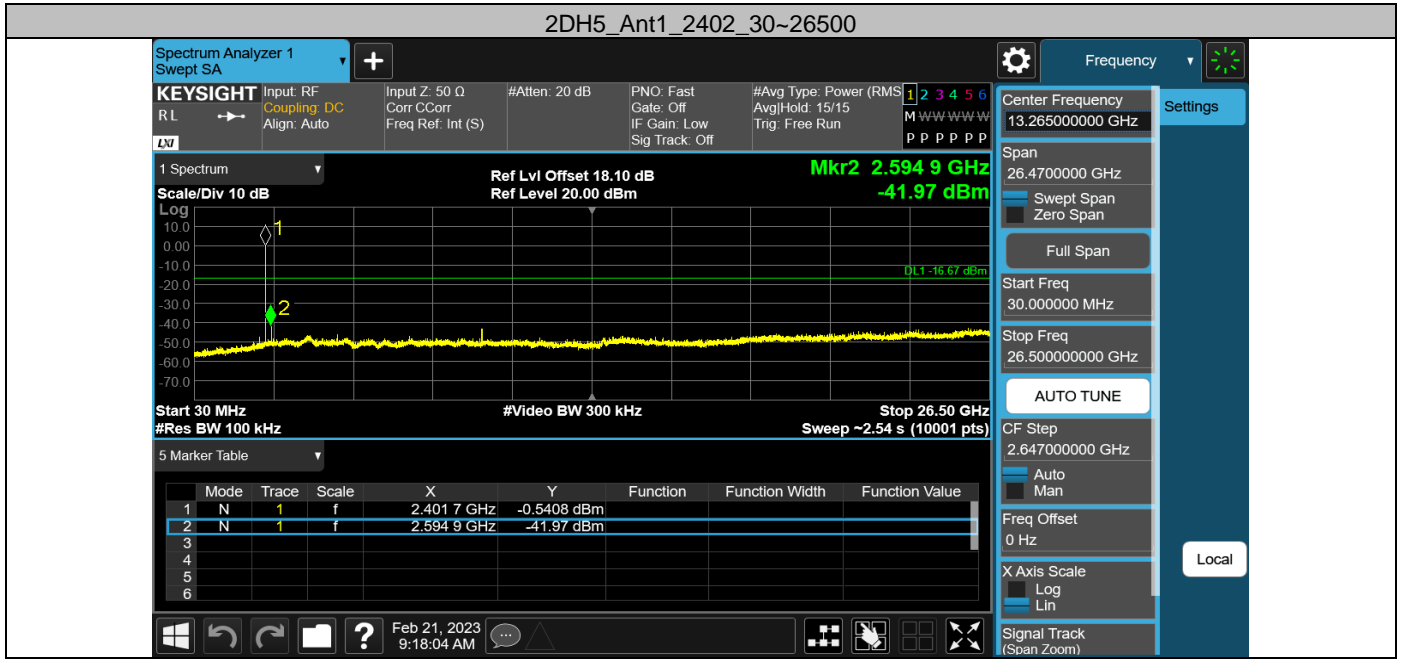 2DH5_Ant1_2402_30~26500
Spectrum Analyzer 1
Swept SA
Frequency
KEYSIGHT
RL
LXI
Input: RF
Coupling: DC
Align: Auto
Input Z: 50 Ω
Corr CCorr
Freq Ref: Int (S)
#Atten: 20 dB
PNO: Fast
Gate: Off
IF Gain: Low
Sig Track: Off
#Avg Type: Power (RMS
Avg|Hold: 15/15
Trig: Free Run
1 2 3 4 5 6
M W W W W W
P P P P P P
1 Spectrum
Scale/Div 10 dB
Ref Lvl Offset 18.10 dB
Ref Level 20.00 dBm
Mkr2 2.594 9 GHz
-41.97 dBm
Log
10.0
0.00
-10.0
-20.0
-30.0
-40.0
-50.0
-60.0
-70.0
1
2
DL1 -16.67 dBm
Start 30 MHz
#Video BW 300 kHz
Stop 26.50 GHz
#Res BW 100 kHz
Sweep ~2.54 s (10001 pts)
5 Marker Table
Mode Trace Scale X Y Function Function Width Function Value
1 N 1 f 2.401 7 GHz -0.5408 dBm
2 N 1 f 2.594 9 GHz -41.97 dBm
3
4
5
6
Center Frequency
13.265000000 GHz
Settings
Span
26.4700000 GHz
Swept Span
Zero Span
Full Span
Start Freq
30.000000 MHz
Stop Freq
26.500000000 GHz
AUTO TUNE
CF Step
2.647000000 GHz
Auto
Man
Freq Offset
0 Hz
X Axis Scale
Log
Lin
Signal Track
(Span Zoom)
Local
?
Feb 21, 2023
9:18:04 AM